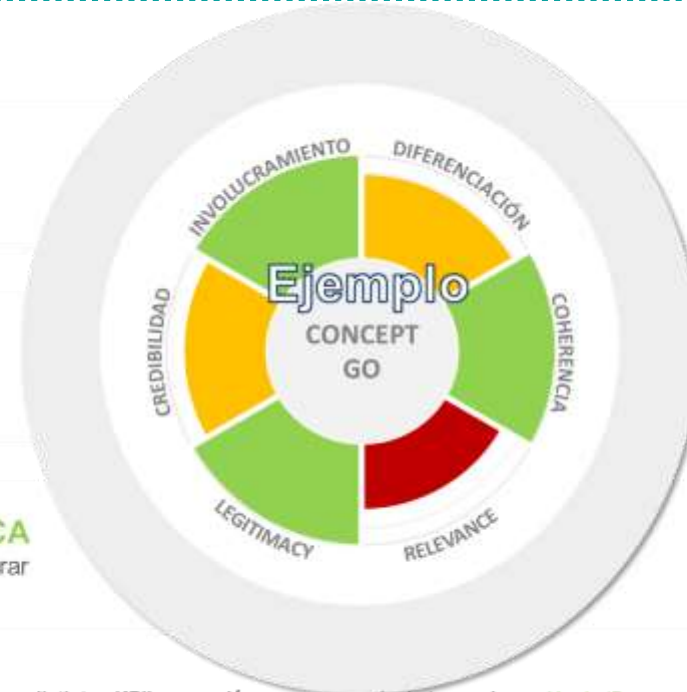 INVOLUCRAMIENTO
DIFERENCIACIÓN
Ejemplo
CREDIBILIDAD
CONCEPT
GO
COHERENCIA
LEGITIMACY
RELEVANCE
CA
rar